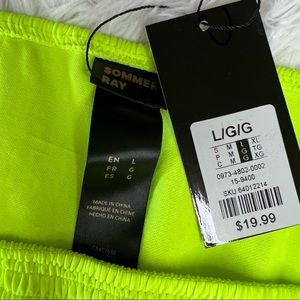 SOMMER
RAY
EN L
FR G
ES G
MADE IN CHINA
FABRIQUÉ EN CHINE
HECHO EN CHINA
L/G/G
S M L XL
P M G TG
C M G XG
0973-4802-0002
15-9400
SKU 64012214
$19.99